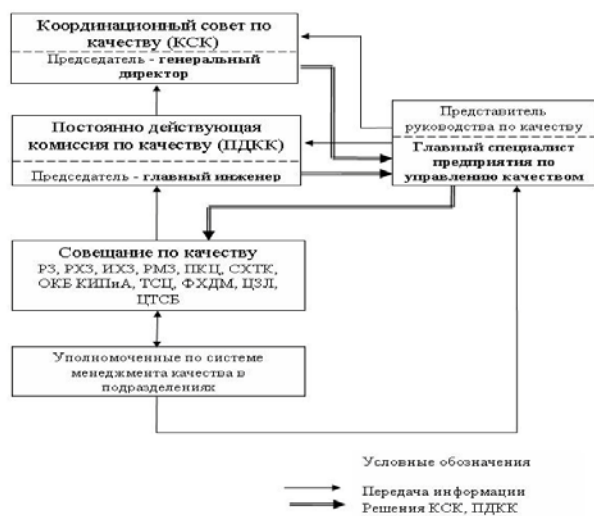 Координационный совет по
качеству (КСК)
Председатель - генеральный
директор
Постоянно действующая
комиссия по качеству (ПДКК)
Председатель - главный инженер
Представитель
руководства по качеству
Главный специалист
предприятия по
управлению качеством
Совещание по качеству
РЗ, РХЗ, ИХЗ, РМЗ, ПКЦ, СХТК,
ОКБ КИПиА, ТСЦ, ФХДМ, ЦЗЛ,
ЦТСБ
Уполномоченные по системе
менеджмента качества в
подразделениях
Условные обозначения
Передача информации
Решения КСК, ПДКК